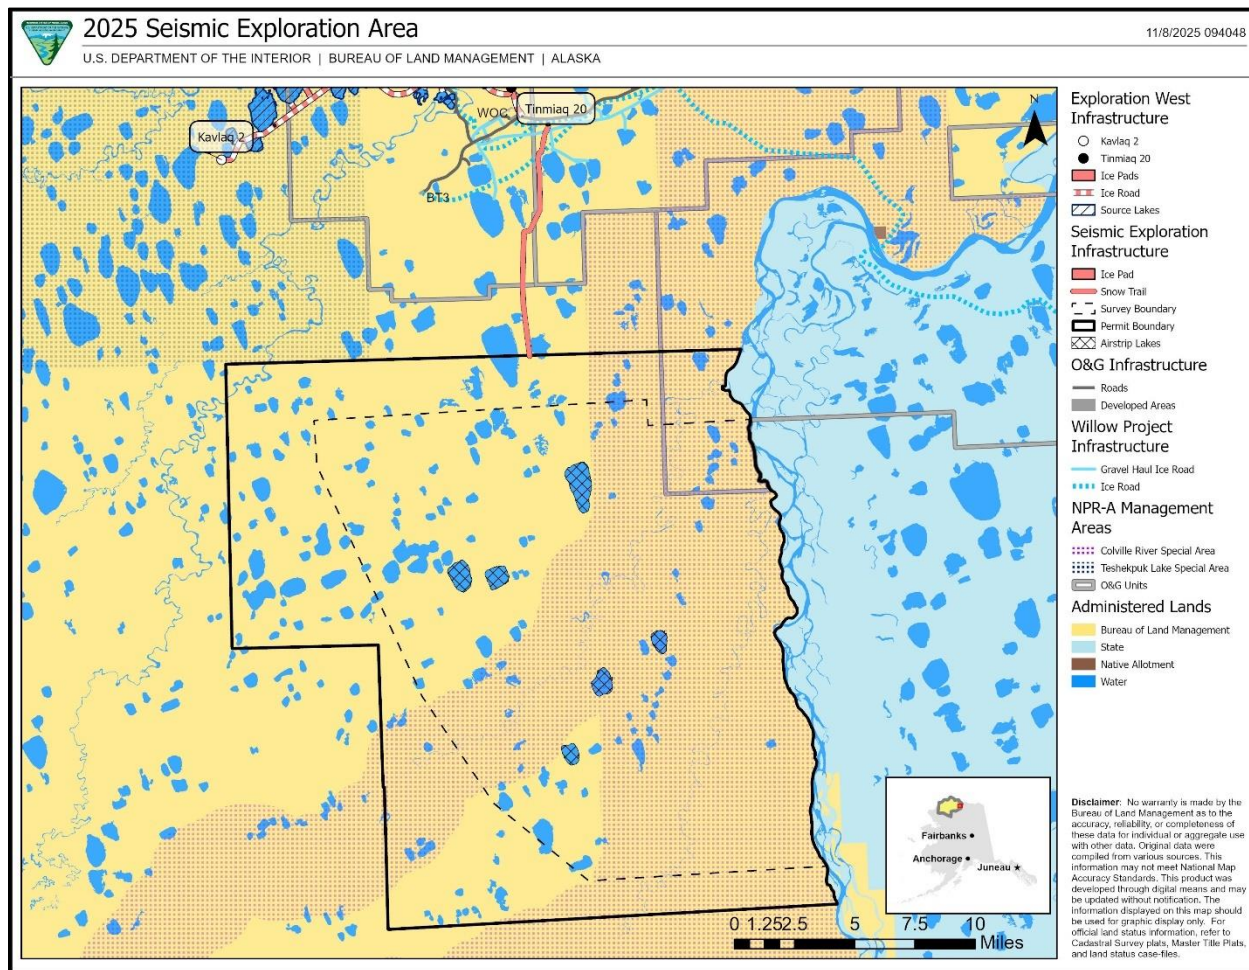 2025 Seismic Exploration Area
11/8/2025 094048
U.S. DEPARTMENT OF THE INTERIOR | BUREAU OF LAND MANAGEMENT | ALASKA
Kavlaq 2
WOC
Tinmiaq 20
BT3
N
Exploration West
Infrastructure
Kavlaq 2
Tinmiaq 20
Ice Pads
Ice Road
Source Lakes
Seismic Exploration
Infrastructure
Ice Pad
Snow Trail
Survey Boundary
Permit Boundary
Airstrip Lakes
O&G Infrastructure
Roads
Developed Areas
Willow Project
Infrastructure
Gravel Haul Ice Road
Ice Road
NPR-A Management
Areas
Colville River Special Area
Teshekpuk Lake Special Area
O&G Units
Administered Lands
Bureau of Land Management
State
Native Allotment
Water
Fairbanks
Anchorage
Juneau
0 1.25 2.5 5 7.5 10
Miles
Disclaimer: No warranty is made by the
Bureau of Land Management as to the
accuracy, reliability, or completeness of
these data for individual or aggregate use
with other data. Original data were
compiled from various sources. This
information may not meet National Map
Accuracy Standards. This product was
developed through digital means and may
be updated without notification. The
information displayed on this map should
be used for graphic display only. For
official land status information, refer to
Cadastral Survey plats, Master Title Plats,
and land status case-files.